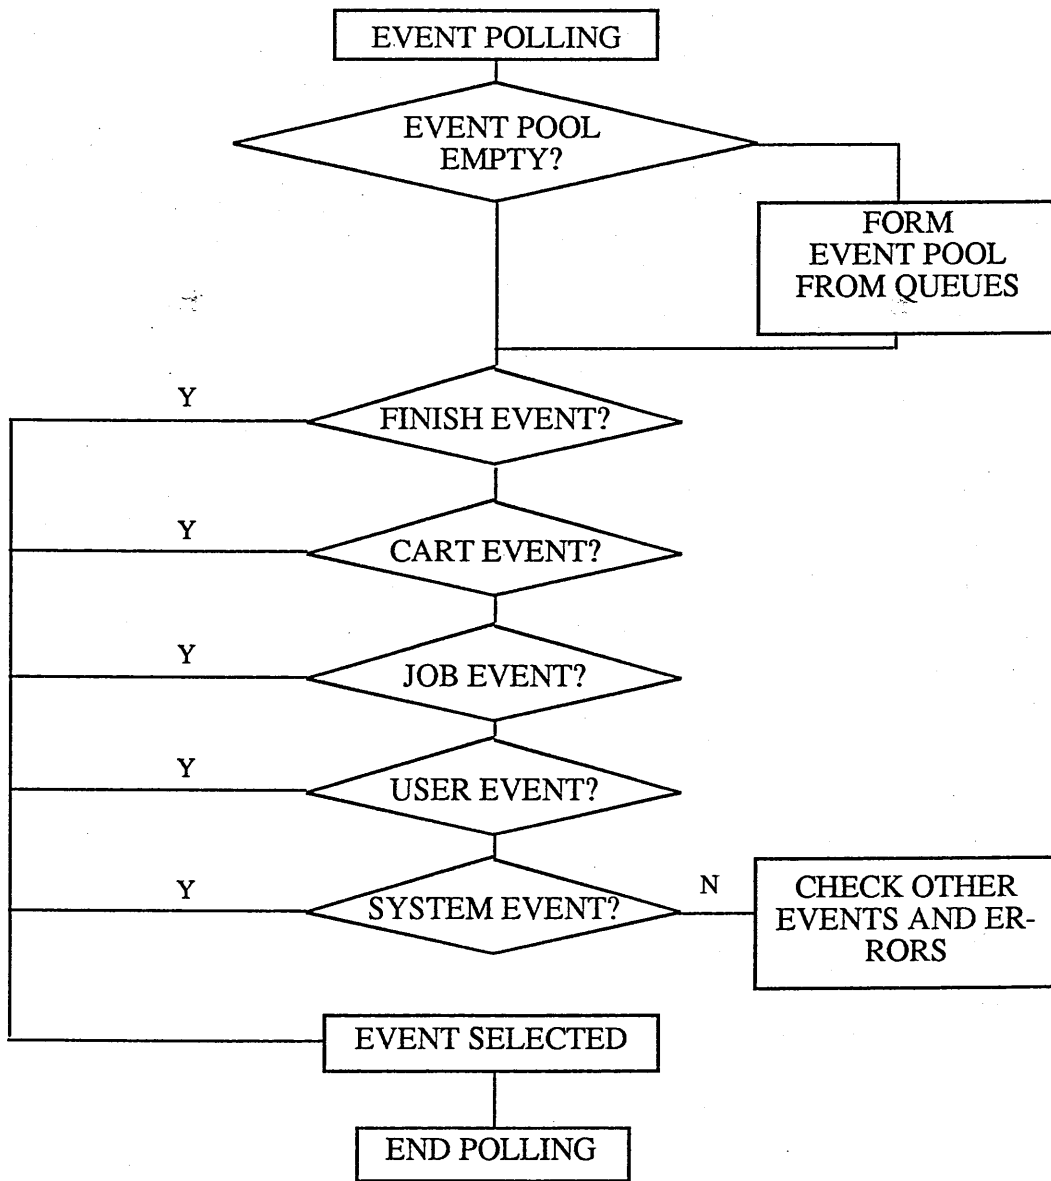 EVENT POLLING
EVENT POOL
EMPTY?
FORM
EVENT POOL
FROM QUEUES
Y
FINISH EVENT?
Y
CART EVENT?
Y
JOB EVENT?
Y
USER EVENT?
Y
SYSTEM EVENT?
N
CHECK OTHER
EVENTS AND ER-
RORS
EVENT SELECTED
END POLLING